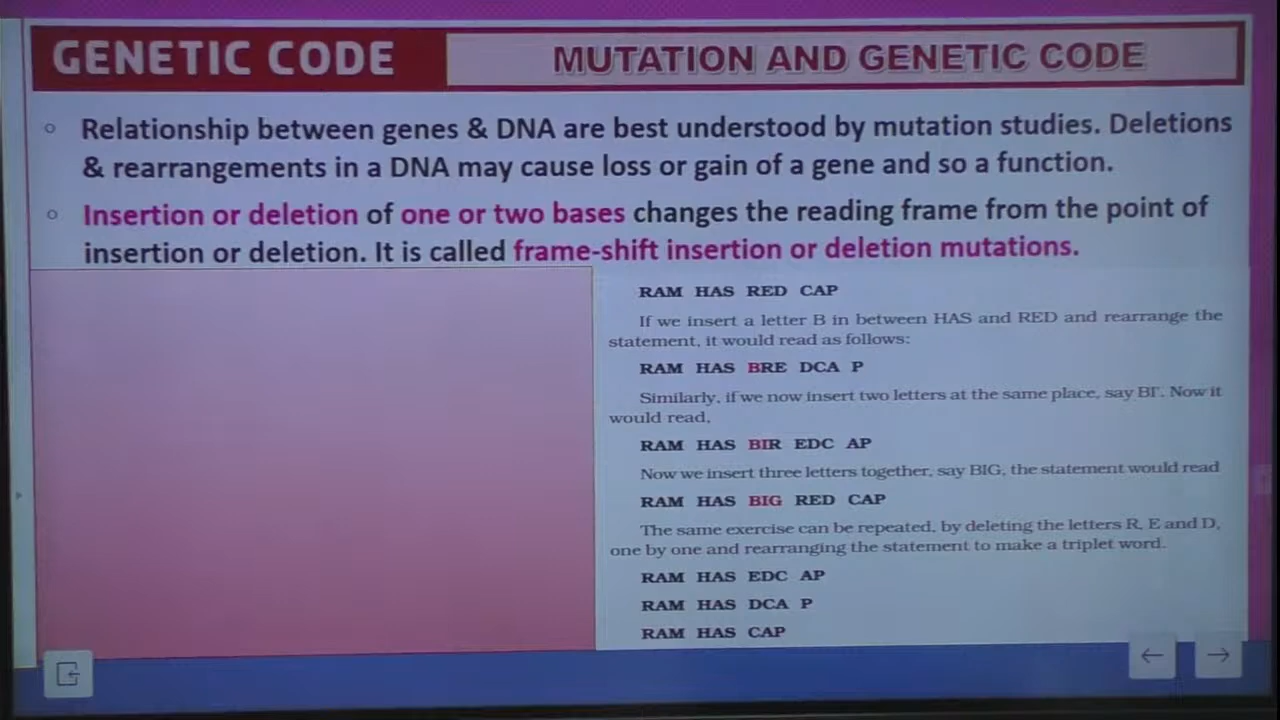 GENETIC CODE
MUTATION AND GENETIC CODE
Relationship between genes & DNA are best understood by mutation studies. Deletions
& rearrangements in a DNA may cause loss or gain of a gene and so a function.
Insertion or deletion of one or two bases changes the reading frame from the point of
insertion or deletion. It is called frame-shift insertion or deletion mutations.
RAM HAS RED CAP
If we insert a letter B in between HAS and RED and rearrange the
statement, it would read as follows:
RAM HAS BRE DCA P
Similarly, if we now insert two letters at the same place, say BI'. Now it
would read,
RAM HAS BIR EDC AP
Now we insert three letters together, say BIG, the statement would read
RAM HAS BIG RED CAP
The same exercise can be repeated, by deleting the letters R, E and D,
one by one and rearranging the statement to make a triplet word.
RAM HAS EDC AP
RAM HAS DCA P
RAM HAS CAP